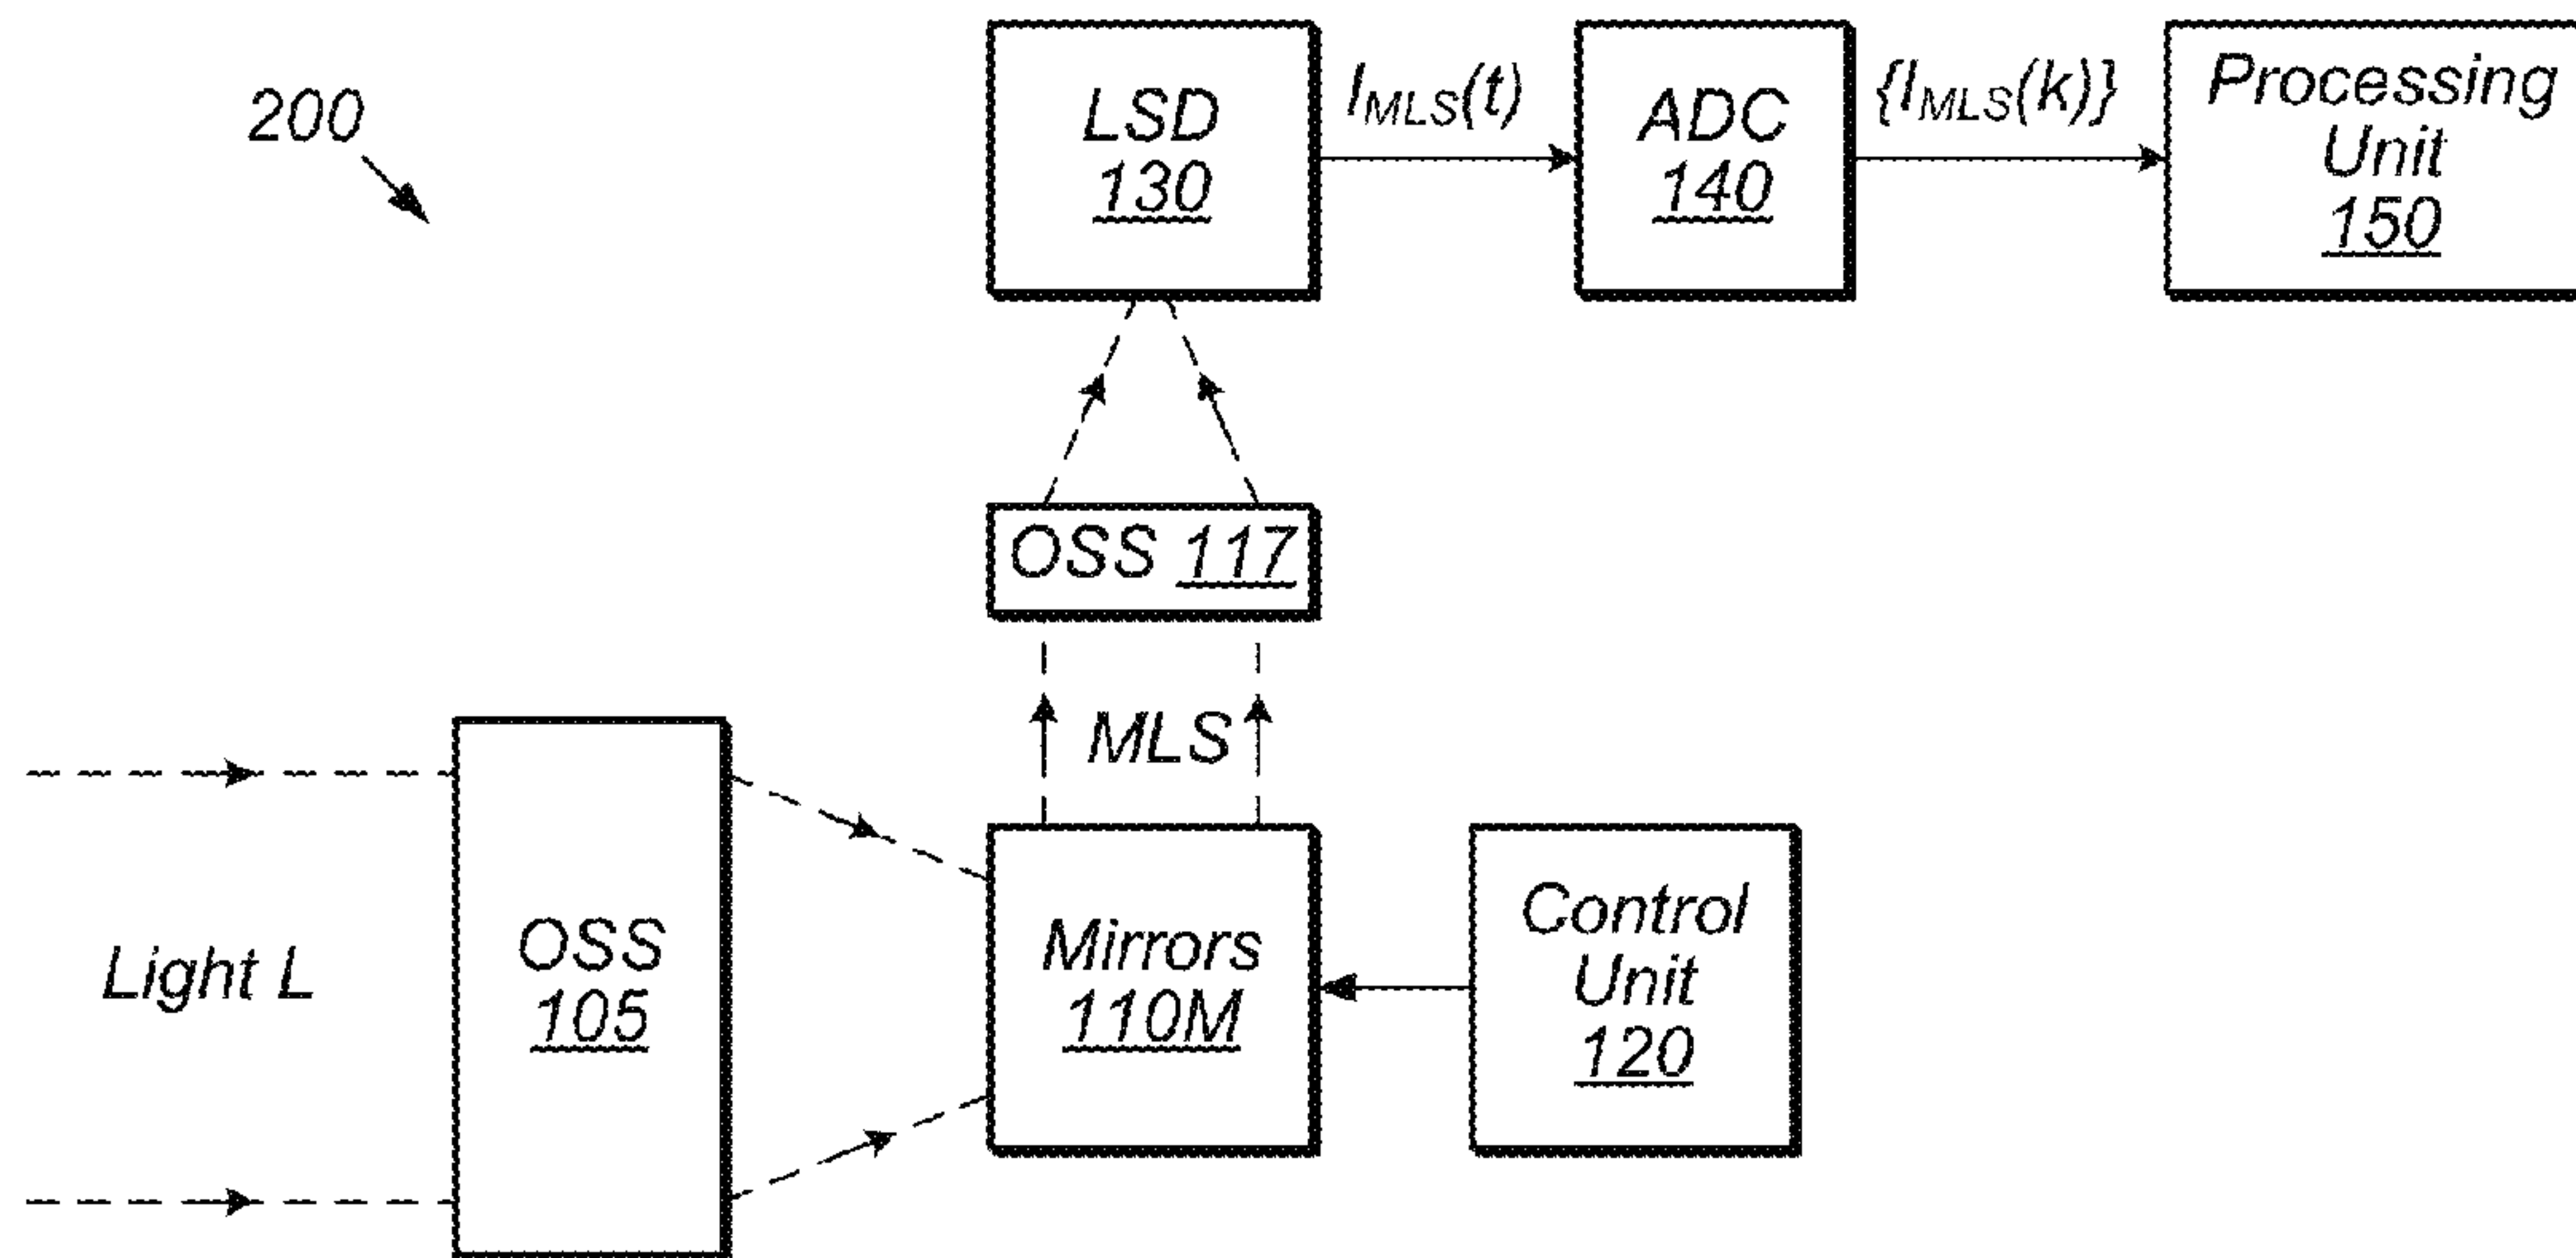 200
LSD
130
I_MLS(t)
ADC
140
{I_MLS(k)}
Processing
Unit
150
OSS 117
MLS
Light L
OSS
105
Mirrors
110M
Control
Unit
120